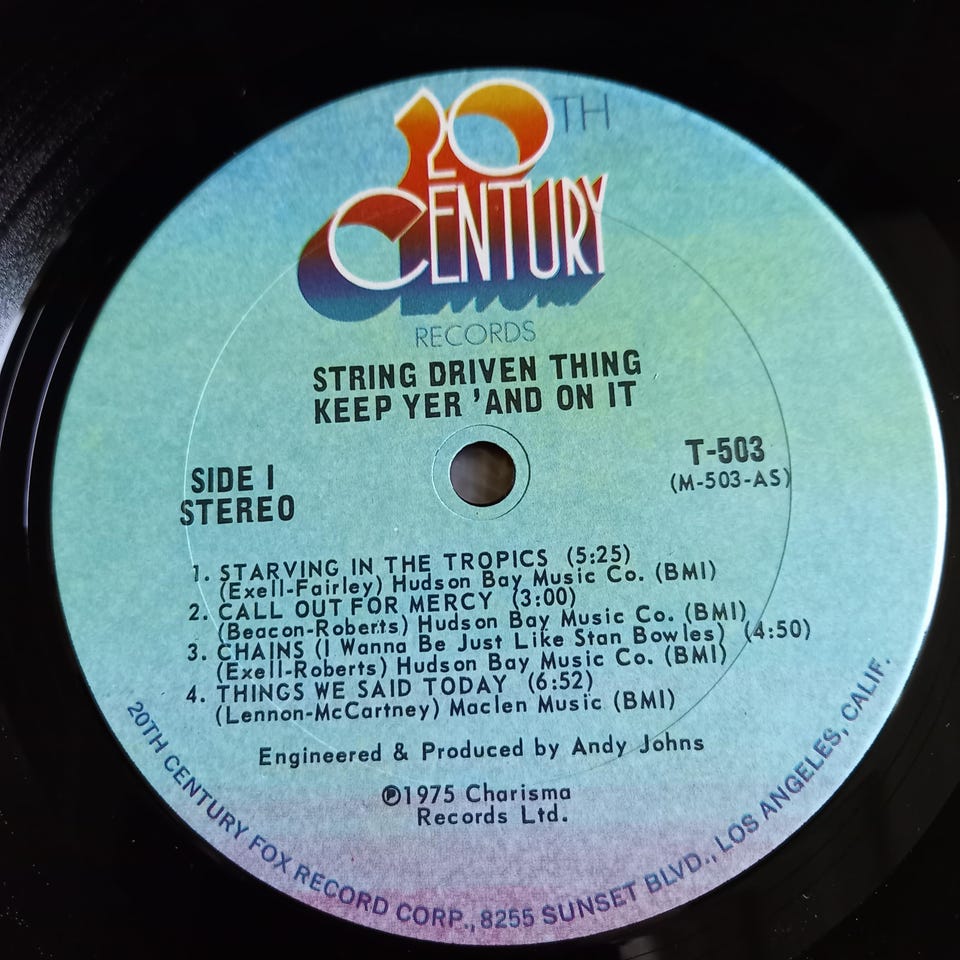 20TH
CENTURY
RECORDS
STRING DRIVEN THING
KEEP YER 'AND ON IT
T-503
(M-503-AS)
SIDE I
STEREO
1. STARVING IN THE TROPICS (5:25)
(Exell-Fairley) Hudson Bay Music Co. (BMI)
2. CALL OUT FOR MERCY (3:00)
(Beacon-Roberts) Hudson Bay Music Co. (BMI)
3. CHAINS (I Wanna Be Just Like Stan Bowles) (4:50)
(Exell-Roberts) Hudson Bay Music Co. (BMI)
4. THINGS WE SAID TODAY (6:52)
(Lennon-McCartney) Maclen Music (BMI)
Engineered & Produced by Andy Johns
℗1975 Charisma
Records Ltd.
20TH CENTURY FOX RECORD CORP., 8255 SUNSET BLVD., LOS ANGELES, CALIF.